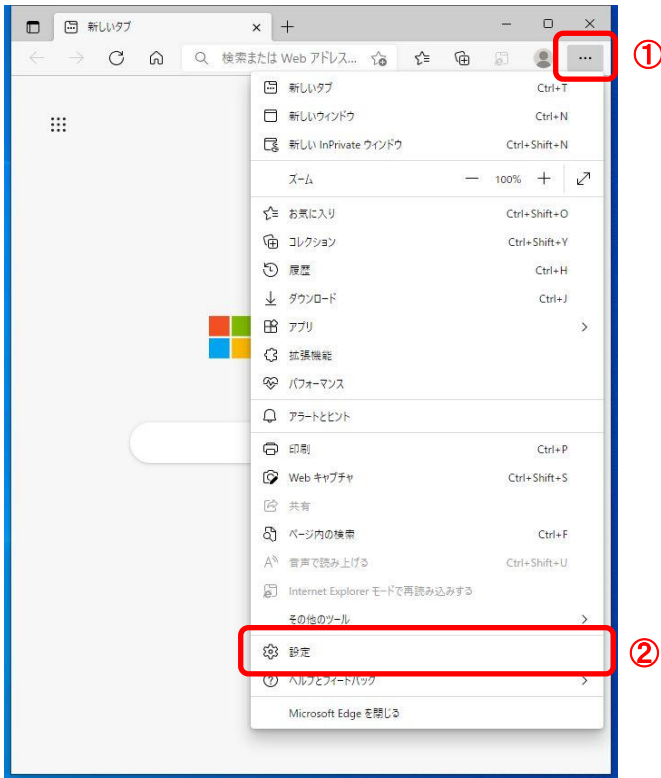 新しいタブ
検索または Web アドレス...
①
新しいタブ Ctrl+T
新しいウィンドウ Ctrl+N
新しい InPrivate ウィンドウ Ctrl+Shift+N
ズーム 100%
お気に入り Ctrl+Shift+O
コレクション Ctrl+Shift+Y
履歴 Ctrl+H
ダウンロード Ctrl+J
アプリ
拡張機能
パフォーマンス
アラートとヒント
印刷 Ctrl+P
Web キャプチャ Ctrl+Shift+S
共有
ページ内の検索 Ctrl+F
音声で読み上げる Ctrl+Shift+U
Internet Explorer モードで再読み込みする
その他のツール
設定
②
ヘルプとフィードバック
Microsoft Edge を閉じる